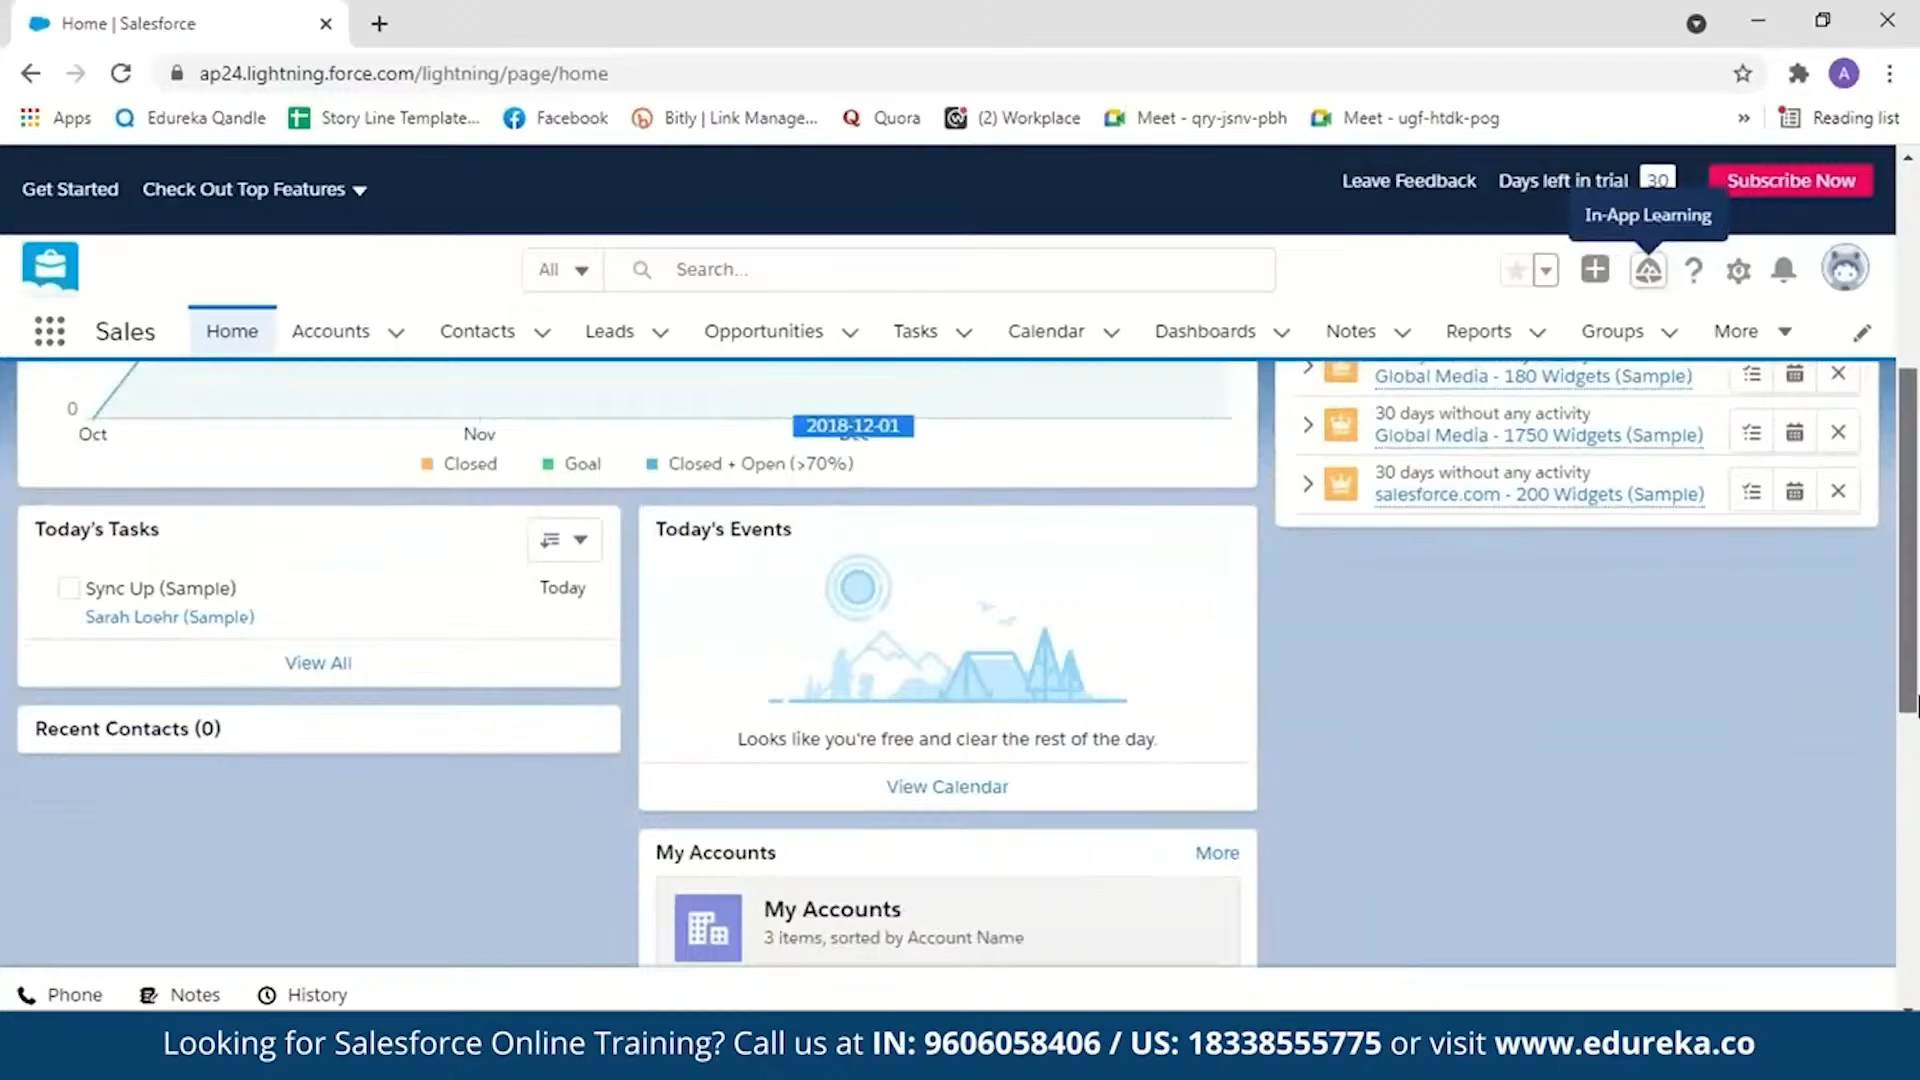 Home | Salesforce
ap24.lightning.force.com/lightning/page/home
A
Apps
Edureka Qandle
Story Line Template...
Facebook
Bitly | Link Manage...
Quora
(2) Workplace
Meet - qry-jsnv-pbh
Meet - ugf-htdk-pog
»
Reading list
Get Started
Check Out Top Features
Leave Feedback
Days left in trial
30
Subscribe Now
In-App Learning
All
Search...
Sales
Home
Accounts
Contacts
Leads
Opportunities
Tasks
Calendar
Dashboards
Notes
Reports
Groups
More
0
Oct
Nov
2018-12-01
Closed
Goal
Closed + Open (>70%)
Global Media - 180 Widgets (Sample)
30 days without any activity
Global Media - 1750 Widgets (Sample)
30 days without any activity
salesforce.com - 200 Widgets (Sample)
Today's Tasks
Sync Up (Sample)
Today
Sarah Loehr (Sample)
View All
Recent Contacts (0)
Today's Events
Looks like you're free and clear the rest of the day.
View Calendar
My Accounts
More
My Accounts
3 items, sorted by Account Name
Phone
Notes
History
Looking for Salesforce Online Training? Call us at IN: 9606058406 / US: 18338555775 or visit www.edureka.co